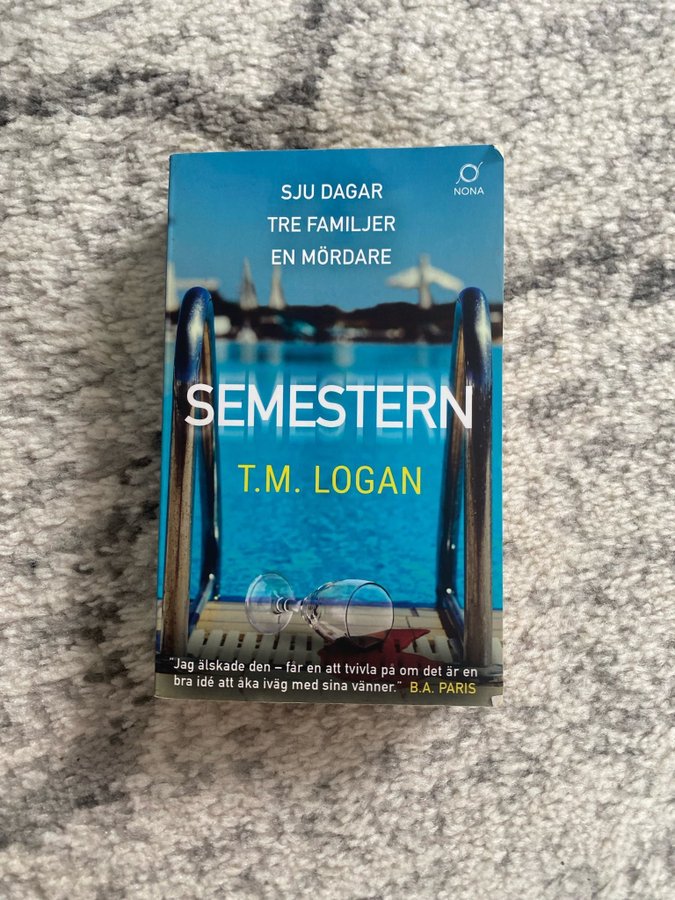 NONA
SJU DAGAR
TRE FAMILJER
EN MÖRDARE
SEMESTERN
T.M. LOGAN
"Jag älskade den – får en att tvivla på om det är en
bra idé att åka iväg med sina vänner." B.A. PARIS